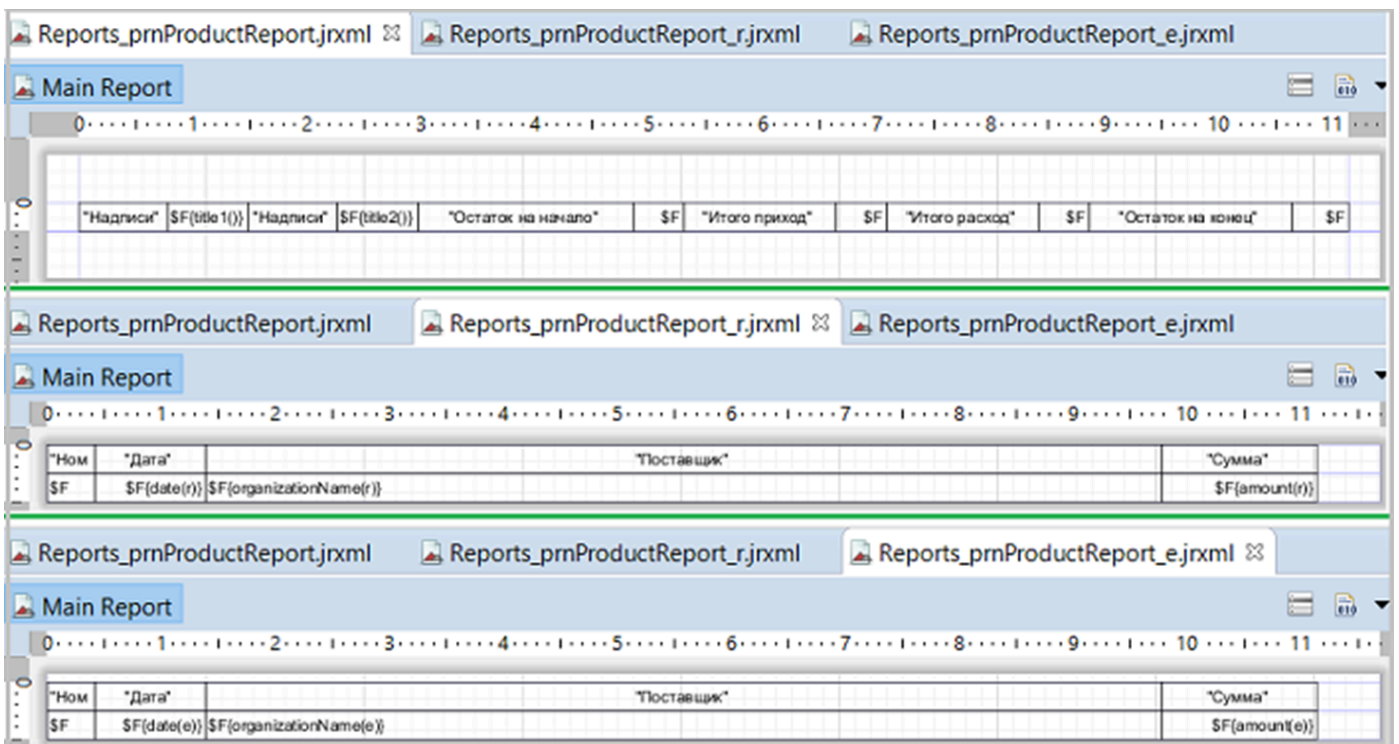 Reports_prnProductReport.jrxml Reports_prnProductReport_r.jrxml Reports_prnProductReport_e.jrxml
Main Report
0 1 2 3 4 5 6 7 8 9 10 11
0
"Надписи" $F{title1()} "Надписи" $F{title2()} "Остаток на начало" $F "Итого приход" $F "Итого расход" $F "Остаток на конец" $F
Reports_prnProductReport.jrxml Reports_prnProductReport_r.jrxml Reports_prnProductReport_e.jrxml
Main Report
0 1 2 3 4 5 6 7 8 9 10 11
0
"Ном "Дата" "Поставщик" "Сумма"
$F $F{date(r)} $F{organizationName(r)} $F{amount(r)}
Reports_prnProductReport.jrxml Reports_prnProductReport_r.jrxml Reports_prnProductReport_e.jrxml
Main Report
0 1 2 3 4 5 6 7 8 9 10 11
0
"Ном "Дата" "Поставщик" "Сумма"
$F $F{date(e)} $F{organizationName(e)} $F{amount(e)}